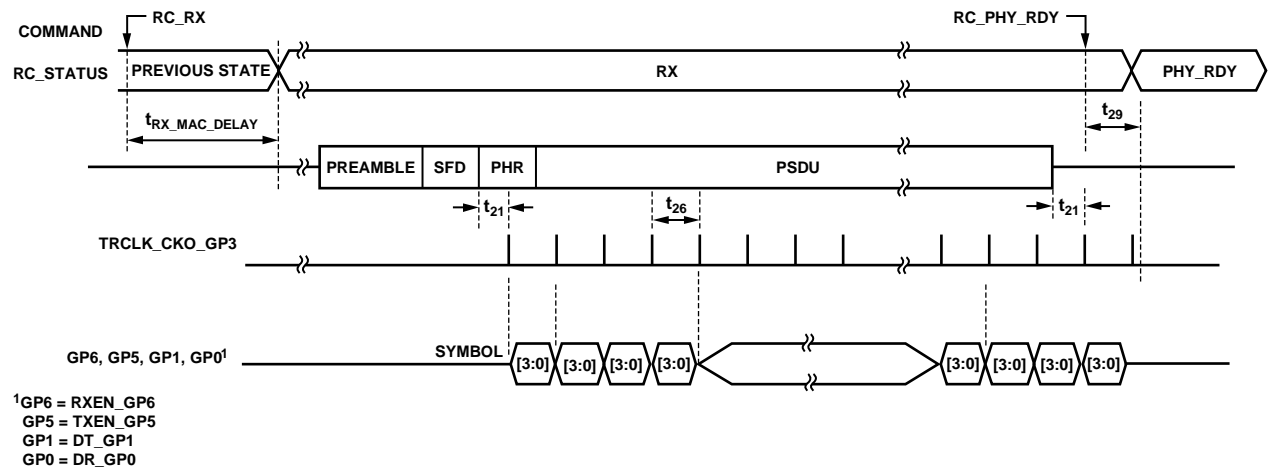 RC_RX
RC_PHY_RDY
COMMAND
RC_STATUS
PREVIOUS STATE
RX
PHY_RDY
tRX_MAC_DELAY
t29
PREAMBLE
SFD
PHR
PSDU
t21
t26
t21
TRCLK_CKO_GP3
GP6, GP5, GP1, GP0¹
SYMBOL
[3:0]
[3:0]
[3:0]
[3:0]
[3:0]
[3:0]
[3:0]
[3:0]
¹GP6 = RXEN_GP6
GP5 = TXEN_GP5
GP1 = DT_GP1
GP0 = DR_GP0